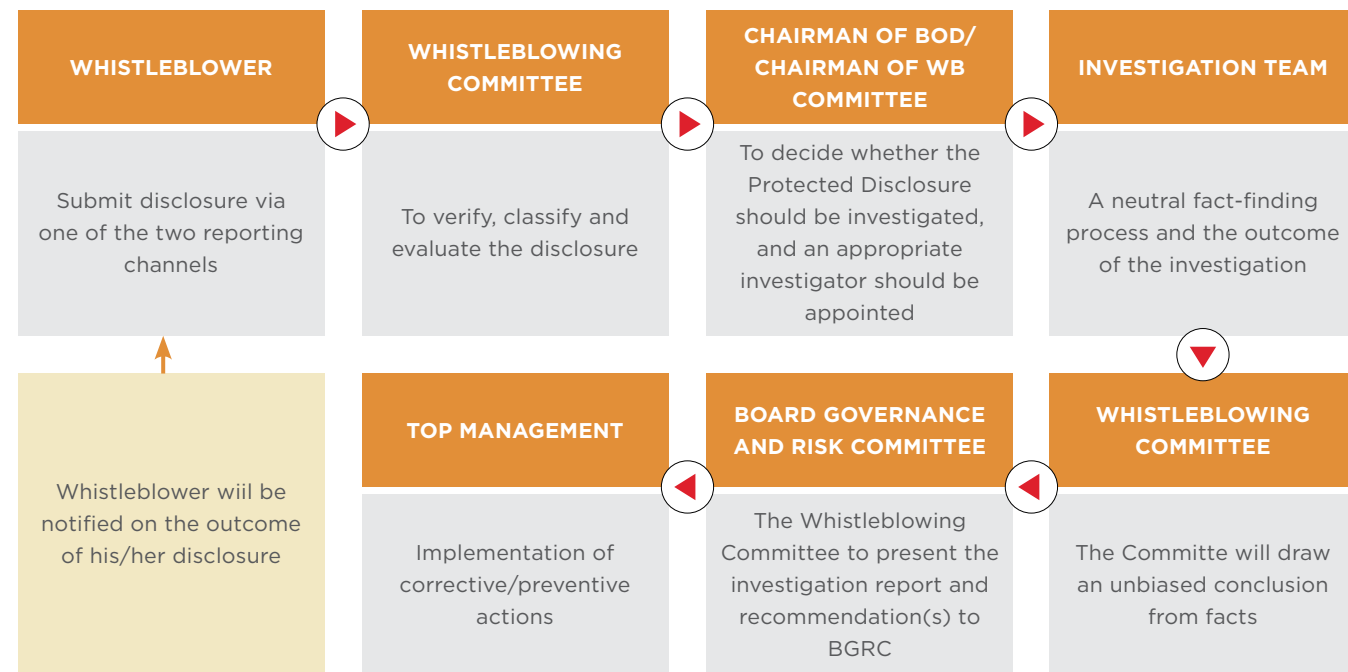 WHISTLEBLOWER
Submit disclosure via
one of the two reporting
channels
WHISTLEBLOWING
COMMITTEE
To verify, classify and
evaluate the disclosure
CHAIRMAN OF BOD/
CHAIRMAN OF WB
COMMITTEE
To decide whether the
Protected Disclosure
should be investigated,
and an appropriate
investigator should be
appointed
INVESTIGATION TEAM
A neutral fact-finding
process and the outcome
of the investigation
WHISTLEBLOWING
COMMITTEE
The Committe will draw
an unbiased conclusion
from facts
BOARD GOVERNANCE
AND RISK COMMITTEE
The Whistleblowing
Committee to present the
investigation report and
recommendation(s) to
BGRC
TOP MANAGEMENT
Implementation of
corrective/preventive
actions
Whistleblower wiil be
notified on the outcome
of his/her disclosure